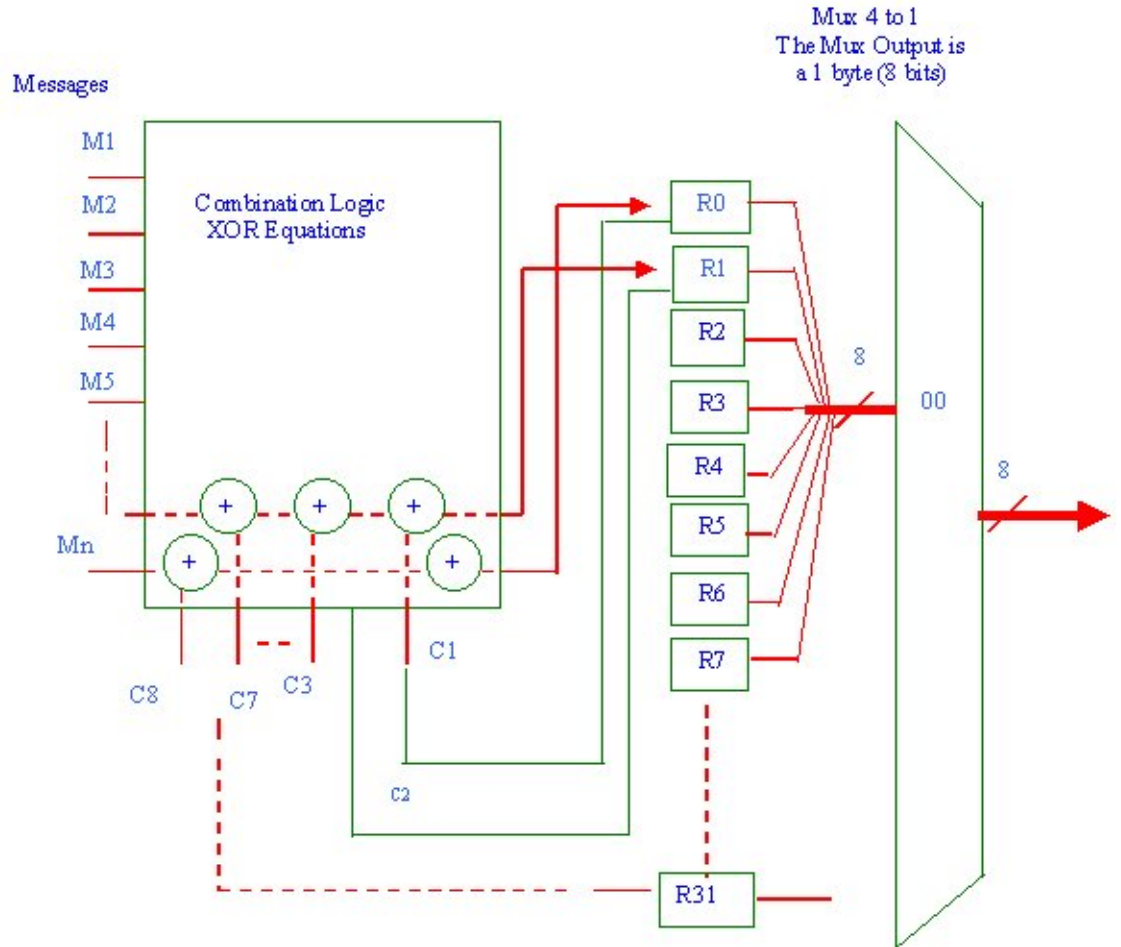 Mux 4 to 1
The Mux Output is
a 1 byte (8 bits)
Messages
M1
M2
M3
M4
M5
Mn
Combination Logic
XOR Equations
+
+
+
+
+
C8
C7
C3
C1
C2
R0
R1
R2
R3
R4
R5
R6
R7
R31
8
00
8